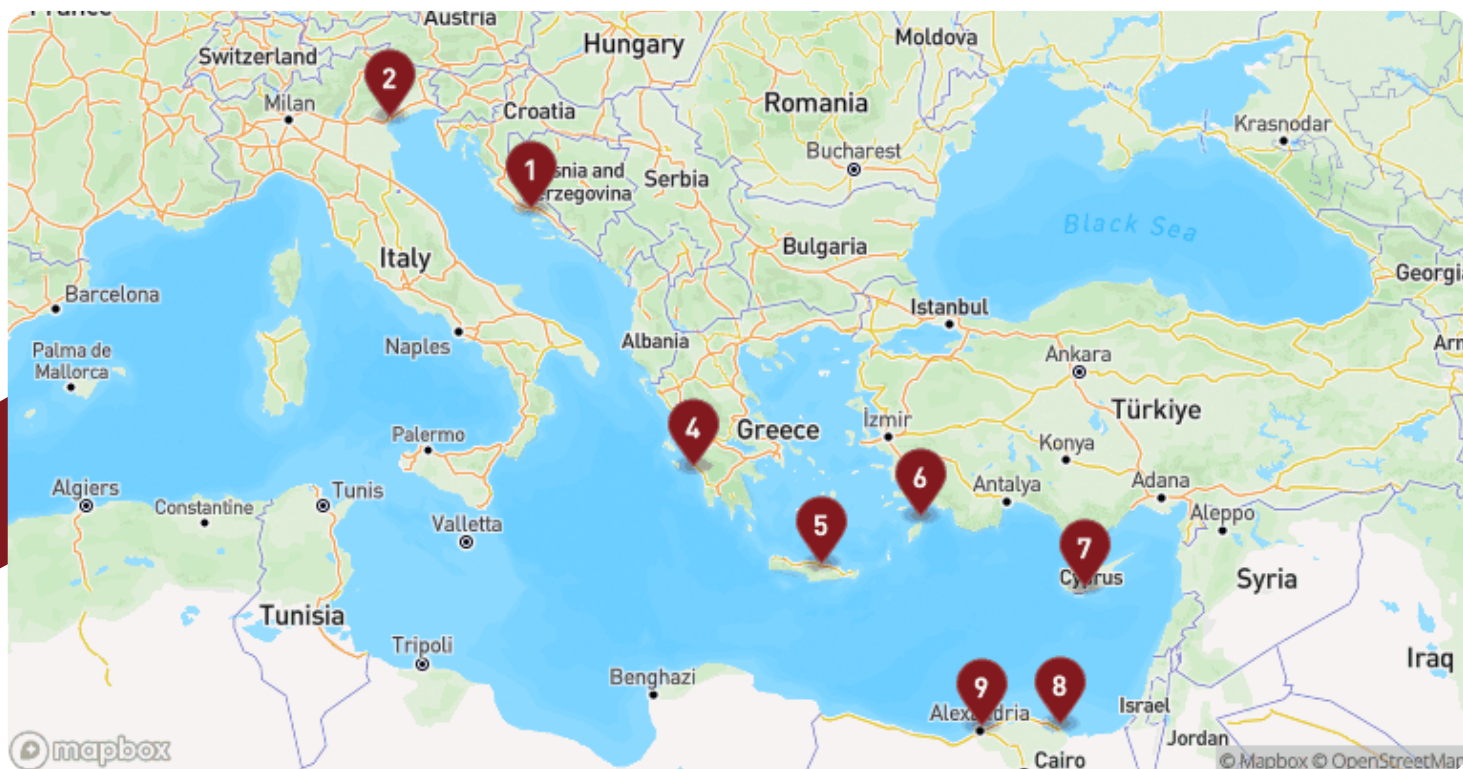 France
Austria
Switzerland
Hungary
Moldova
2
Milan
Croatia
Romania
Krasnodar
1
snia and
erzegovina
Serbia
Bucharest
Black Sea
Italy
Bulgaria
Georgia
Barcelona
Istanbul
Naples
Albania
Palma de
Mallorca
Ankara
Arm
4
Greece
İzmir
Türkiye
Palermo
Konya
6
Algiers
Tunis
Antalya
Adana
Constantine
Valletta
5
Aleppo
7
Cyprus
Syria
Tunisia
Tripoli
Iraq
Benghazi
9
8
Alexandria
Israel
Jordan
mapbox
Cairo
© Mapbox © OpenStreetMap